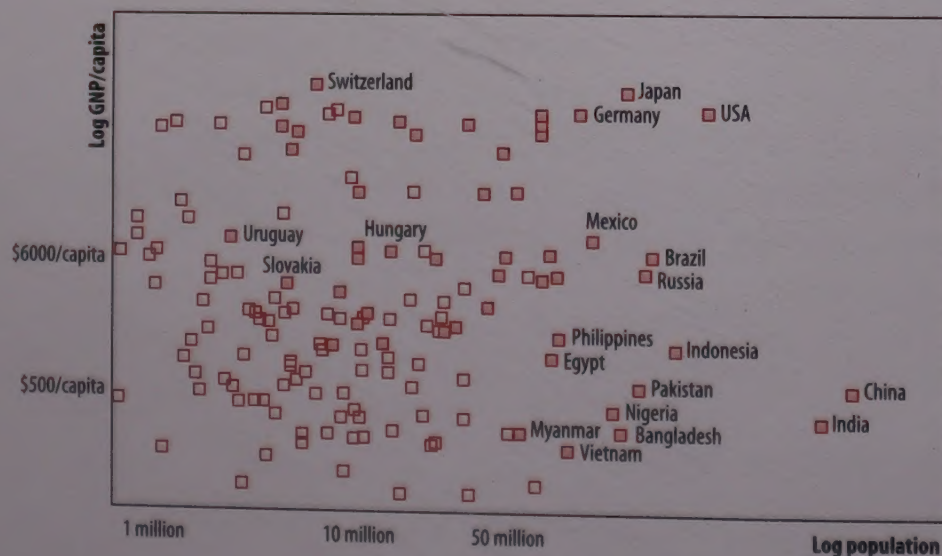 Log GNP/capita
Switzerland
Japan
Germany
USA
Mexico
Uruguay
Hungary
$6000/capita
Brazil
Slovakia
Russia
Philippines
Indonesia
Egypt
$500/capita
Pakistan
China
Nigeria
India
Myanmar
Bangladesh
Vietnam
1 million
10 million
50 million
Log population